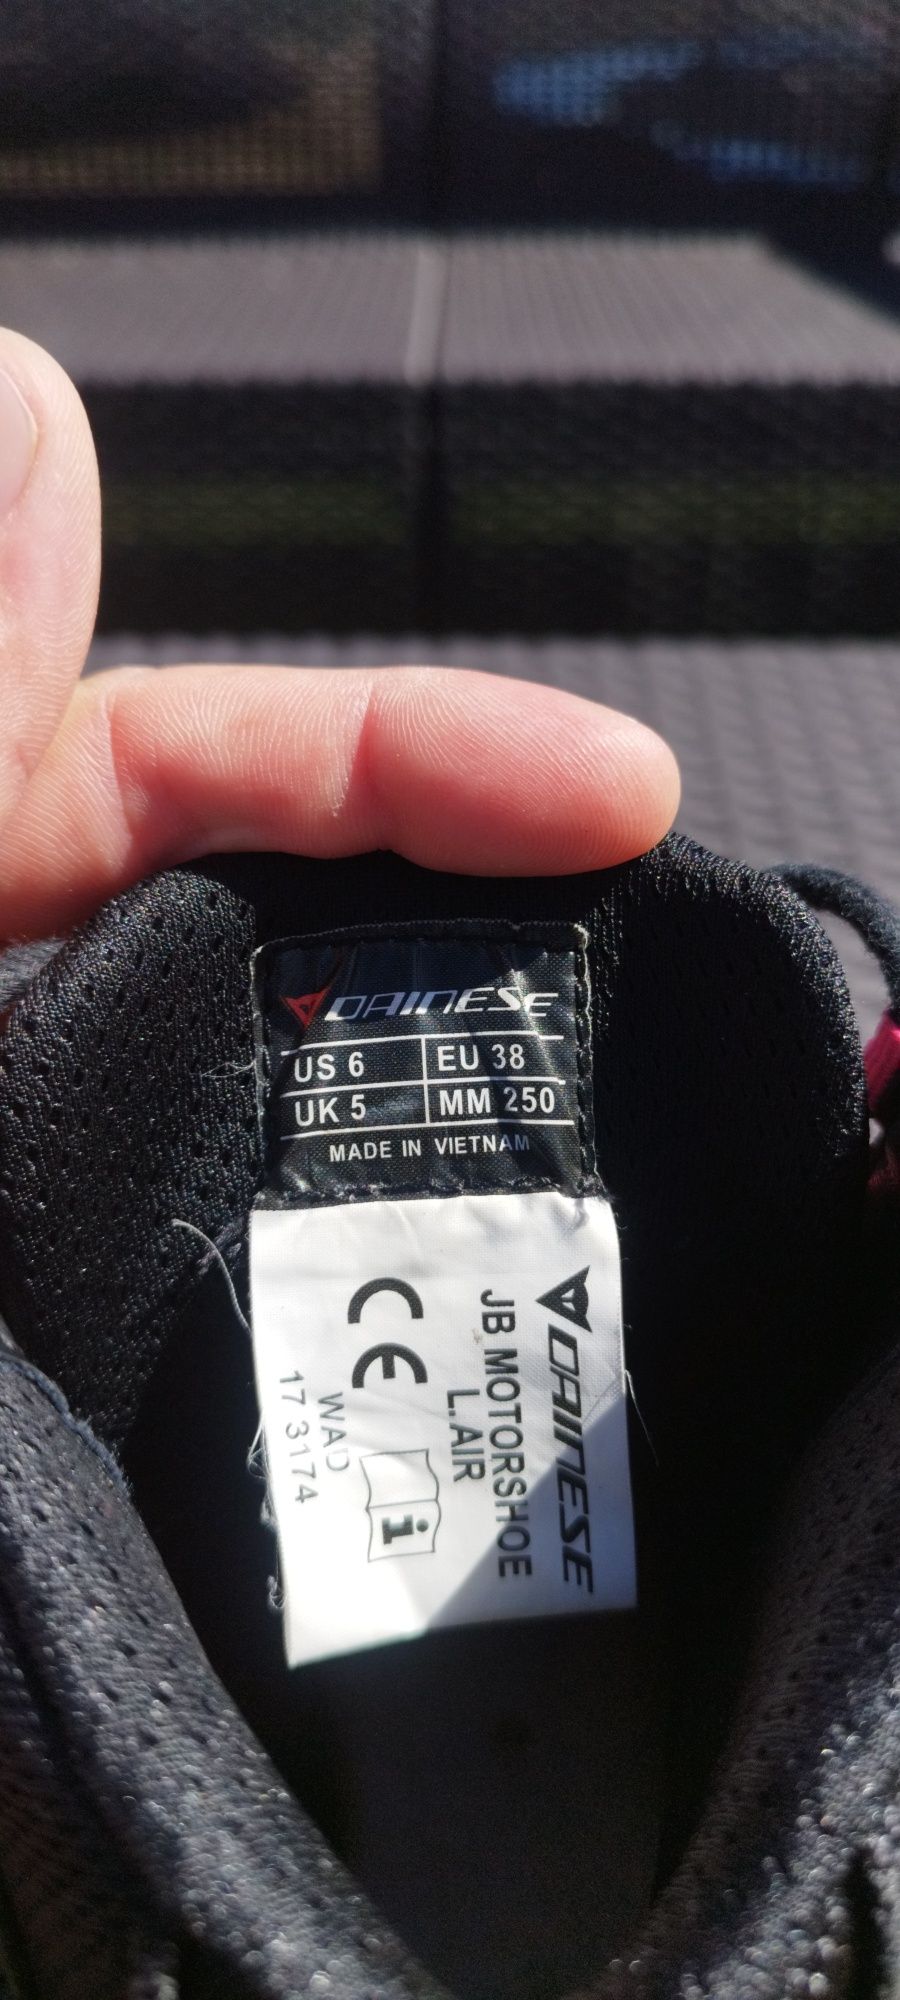 DAINESE
US 6 EU 38
UK 5 MM 250
MADE IN VIETNAM
DAINESE
JB MOTORSHOE
L.AIR
CE i
WAD
17 3174